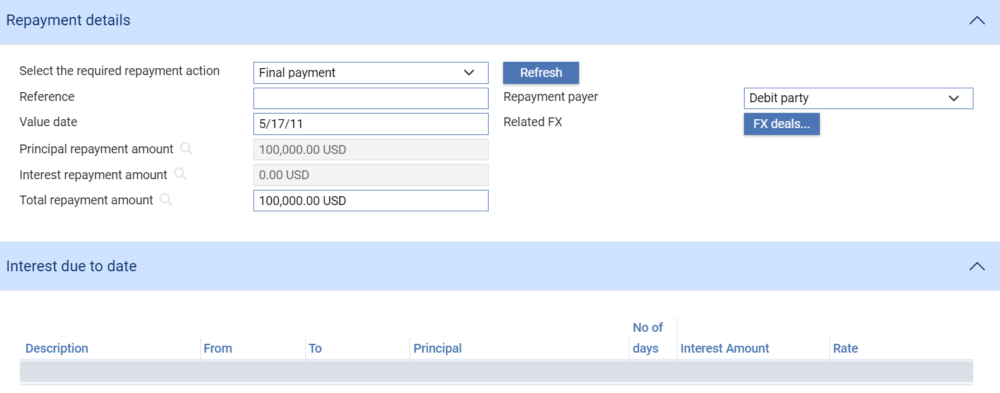 Repayment details
Select the required repayment action Final payment Refresh
Reference Repayment payer Debit party
Value date 5/17/11 Related FX FX deals...
Principal repayment amount 100,000.00 USD
Interest repayment amount 0.00 USD
Total repayment amount 100,000.00 USD
Interest due to date
Description From To Principal No of days Interest Amount Rate